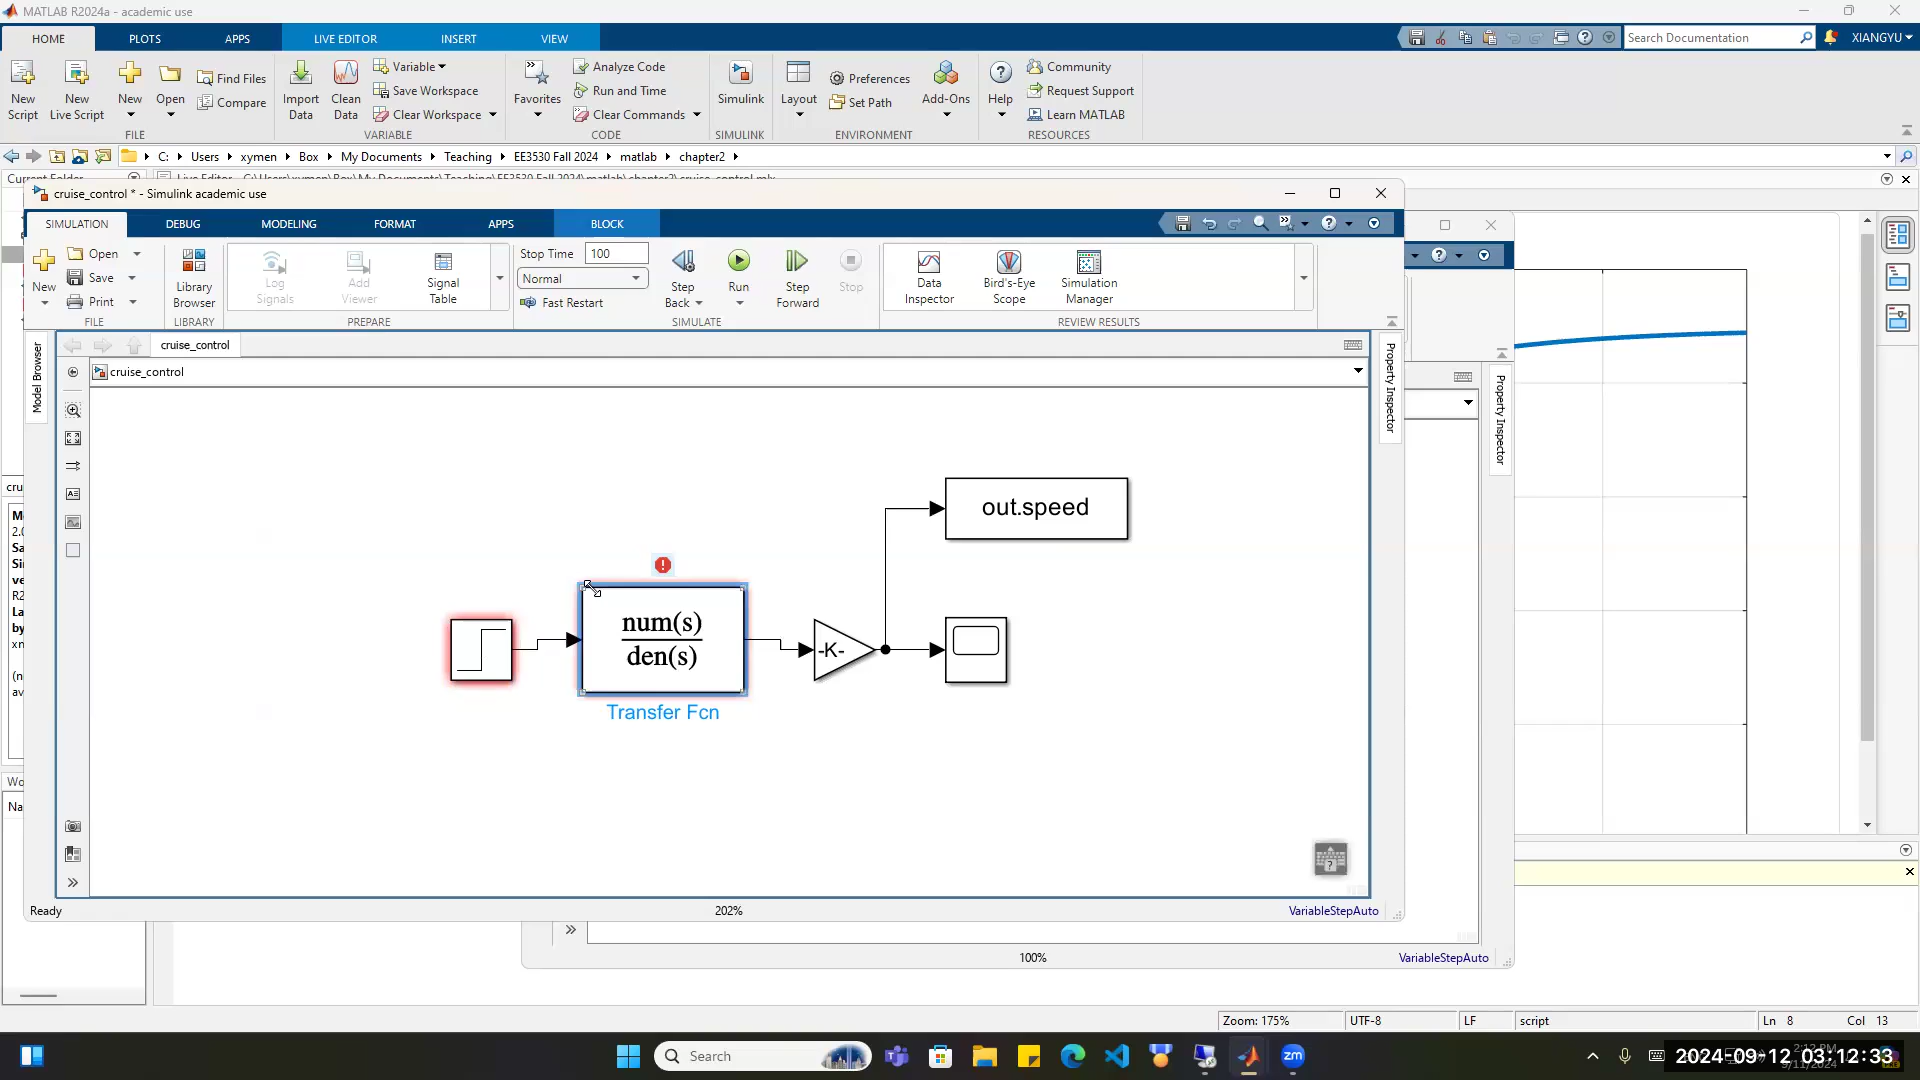 MATLAB R2024a - academic use
HOME PLOTS APPS LIVE EDITOR INSERT VIEW
Search Documentation XIANGYU
New Script
New Live Script
New
Open
Find Files
Compare
FILE
Import Data
Clean Data
Variable
Save Workspace
Clear Workspace
VARIABLE
Favorites
Analyze Code
Run and Time
Clear Commands
CODE
Simulink
SIMULINK
Layout
Preferences
Set Path
Add-Ons
ENVIRONMENT
Help
Community
Request Support
Learn MATLAB
RESOURCES
C: Users xymen Box My Documents Teaching EE3530 Fall 2024 matlab chapter2
cruise_control * - Simulink academic use
SIMULATION DEBUG MODELING FORMAT APPS BLOCK
New
Open
Save
Print
FILE
Library Browser
LIBRARY
Log Signals
Add Viewer
Signal Table
PREPARE
Stop Time 100
Normal
Fast Restart
Step Back
Run
Step Forward
Stop
SIMULATE
Data Inspector
Bird's-Eye Scope
Simulation Manager
REVIEW RESULTS
Model Browser
cruise_control
cruise_control
Property Inspector
Property Inspector
out.speed
num(s)
den(s)
-K-
Transfer Fcn
Ready 202% VariableStepAuto
100% VariableStepAuto
Zoom: 175% UTF-8 LF script Ln 8 Col 13
Search
zm
2024-09-12 03:12:33